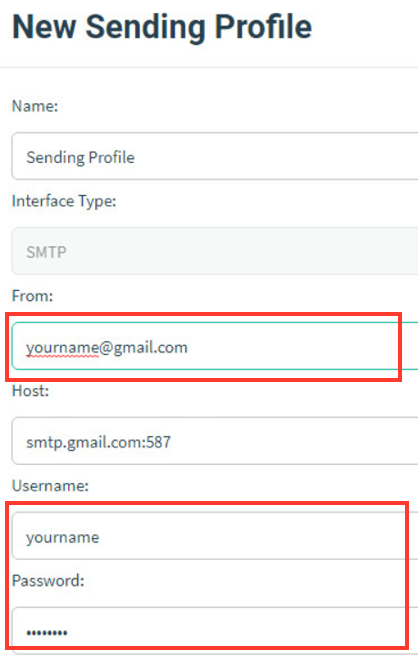 New Sending Profile
Name:
Sending Profile
Interface Type:
SMTP
From:
yourname@gmail.com
Host:
smtp.gmail.com:587
Username:
yourname
Password:
••••••••